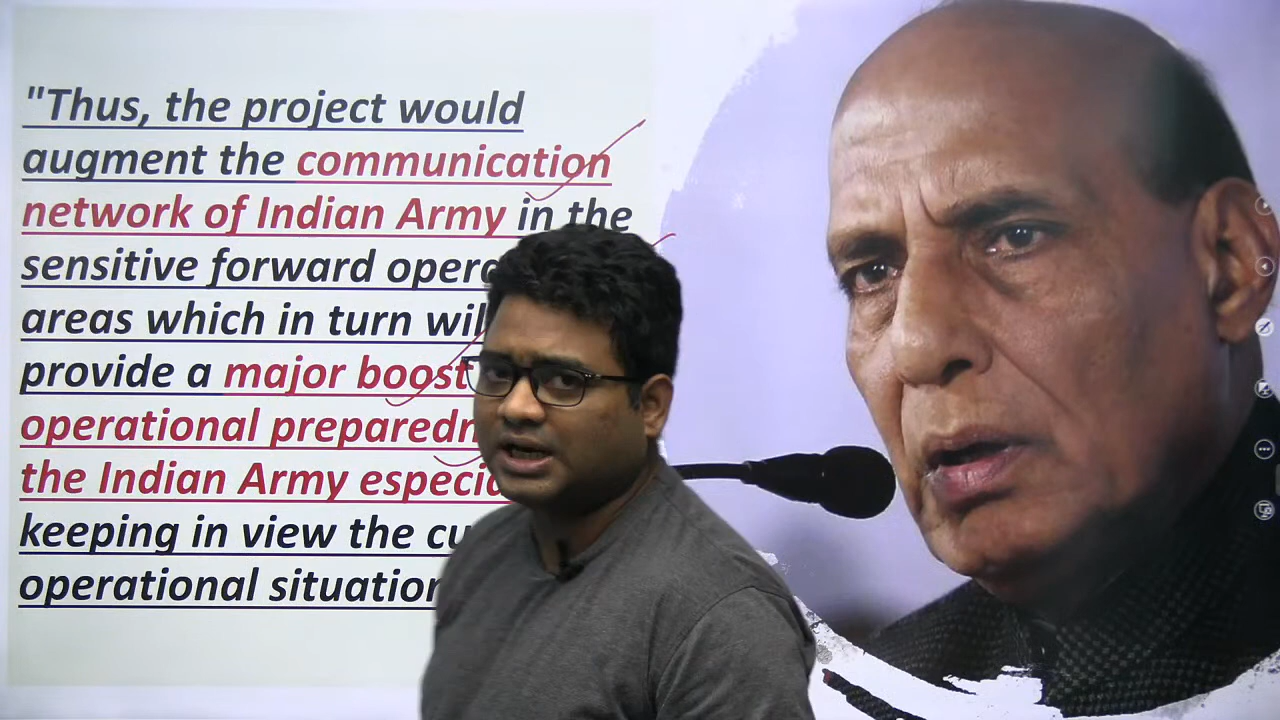 "Thus, the project would
augment the communication
network of Indian Army in the
sensitive forward
areas which in turn
provide a major boost
operational
the Indian Army
keeping in view the
operational